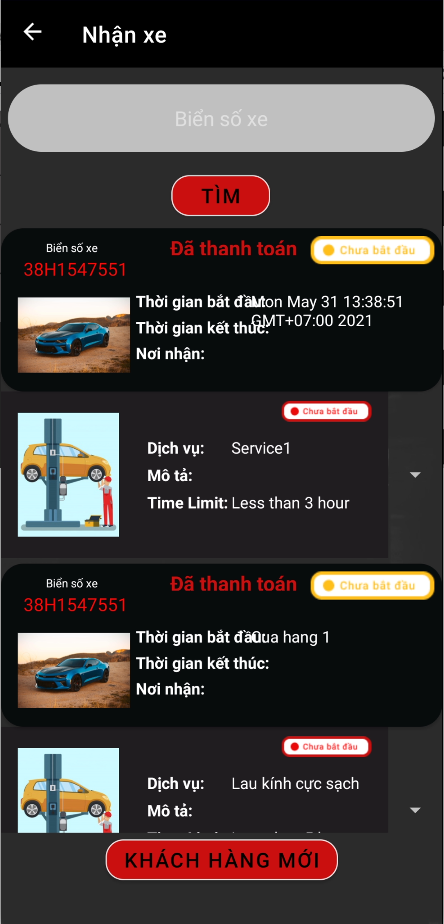 Nhận xe
Biển số xe
TÌM
Biển số xe
Đã thanh toán
Chưa bắt đầu
38H1547551
Thời gian bắt đầu:
Mon May 31 13:38:51
GMT+07:00 2021
Thời gian kết thúc:
Nơi nhận:
Chưa bắt đầu
Dịch vụ: Service1
Mô tả:
Time Limit: Less than 3 hour
Biển số xe
Đã thanh toán
Chưa bắt đầu
38H1547551
Thời gian bắt đầu:
Cua hang 1
Thời gian kết thúc:
Nơi nhận:
Chưa bắt đầu
Dịch vụ: Lau kính cực sạch
Mô tả:
KHÁCH HÀNG MỚI